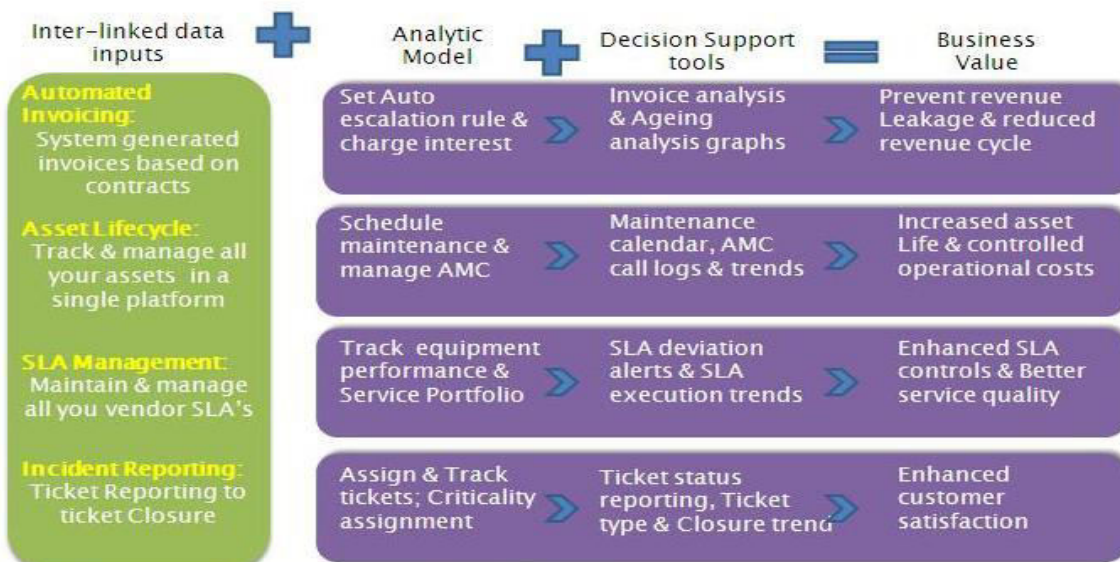 Inter-linked data
inputs
Analytic
Model
Decision Support
tools
Business
Value
Automated
Invoicing:
System generated
invoices based on
contracts
Asset Lifecycle:
Track & manage all
your assets in a
single platform
SLA Management:
Maintain & manage
all you vendor SLA's
Incident Reporting:
Ticket Reporting to
ticket Closure
Set Auto
escalation rule &
charge interest
Invoice analysis
& Ageing
analysis graphs
Prevent revenue
Leakage & reduced
revenue cycle
Schedule
maintenance &
manage AMC
Maintenance
calendar, AMC
call logs & trends
Increased asset
Life & controlled
operational costs
Track equipment
performance &
Service Portfolio
SLA deviation
alerts & SLA
execution trends
Enhanced SLA
controls & Better
service quality
Assign & Track
tickets; Criticality
assignment
Ticket status
reporting, Ticket
type & Closure trend
Enhanced
customer
satisfaction